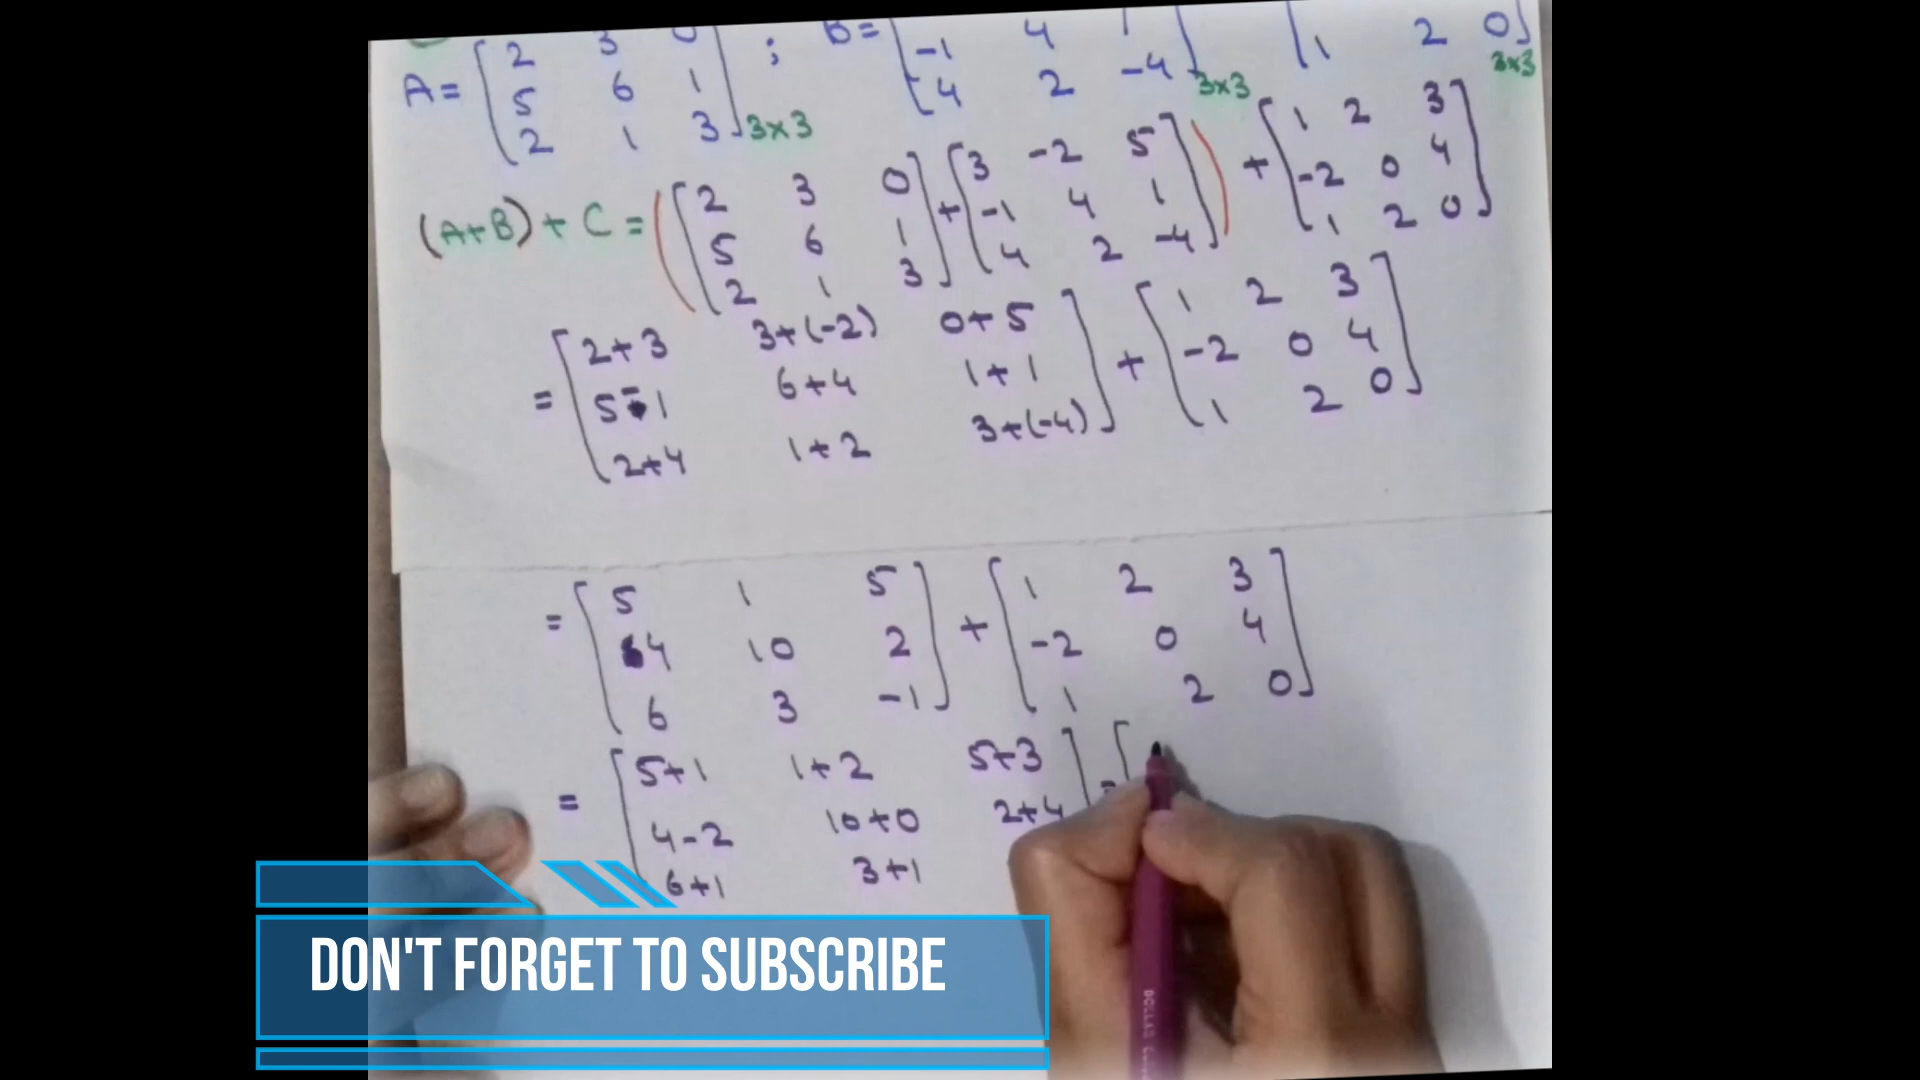 A = [ 2 3 0 ; B = [ -1 4 1 ] [ 1 2 0 ]
5 6 1 4 2 -4 3x3 3x3
2 1 3 ] 3x3
(A+B) + C = ( [ 2 3 0 ] + [ 3 -2 5 ] ) + [ 1 2 3 ]
5 6 1 -1 4 1 -2 0 4
2 1 3 4 2 -4 1 2 0
= [ 2+3 3+(-2) 0+5 ] + [ 1 2 3 ]
5-1 6+4 1+1 -2 0 4
2+4 1+2 3+(-4) 1 2 0
= [ 5 1 5 ] + [ 1 2 3 ]
4 10 2 -2 0 4
6 3 -1 1 2 0
= [ 5+1 1+2 5+3 ] = [
4-2 10+0 2+4
6+1 3+1
DON'T FORGET TO SUBSCRIBE